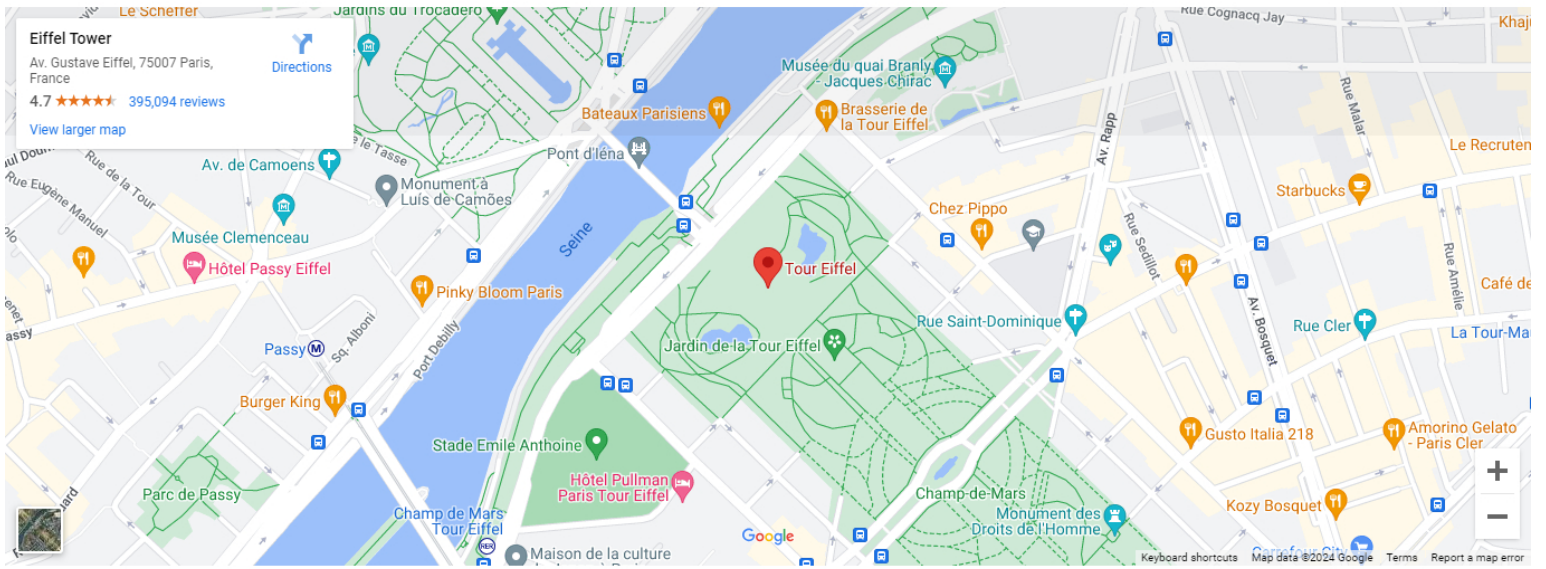 Le Scheffer
Jardins du Trocadéro
Rue Cognacq Jay
Eiffel Tower
Av. Gustave Eiffel, 75007 Paris,
France
4.7
395,094 reviews
View larger map
Directions
Musée du quai Branly
- Jacques Chirac
Bateaux Parisiens
Brasserie de
la Tour Eiffel
Rue Malar
Av. Rapp
Le Recruten
Pont d'Iéna
le Tasse
Rue de la Tour
Av. de Camoens
Rue Eugène Manuel
Monument à
Luís de Camões
Starbucks
Chez Pippo
Musée Clemenceau
Seine
Rue Sedillot
Rue Amélie
Hôtel Passy Eiffel
Tour Eiffel
Pinky Bloom Paris
Café de
Rue Saint-Dominique
Av. Bosquet
Rue Cler
La Tour-Ma
Passy
M
Sq. Alboni
Port Debilly
Jardin de la Tour Eiffel
Burger King
Stade Emile Anthoine
Gusto Italia 218
Amorino Gelato
- Paris Cler
Hôtel Pullman
Paris Tour Eiffel
Parc de Passy
Champ-de-Mars
Kozy Bosquet
Champ de Mars
Tour Eiffel
RER
Monument des
Droits de l'Homme
Google
Maison de la culture
Carrefour City
Keyboard shortcuts
Map data ©2024 Google
Terms
Report a map error